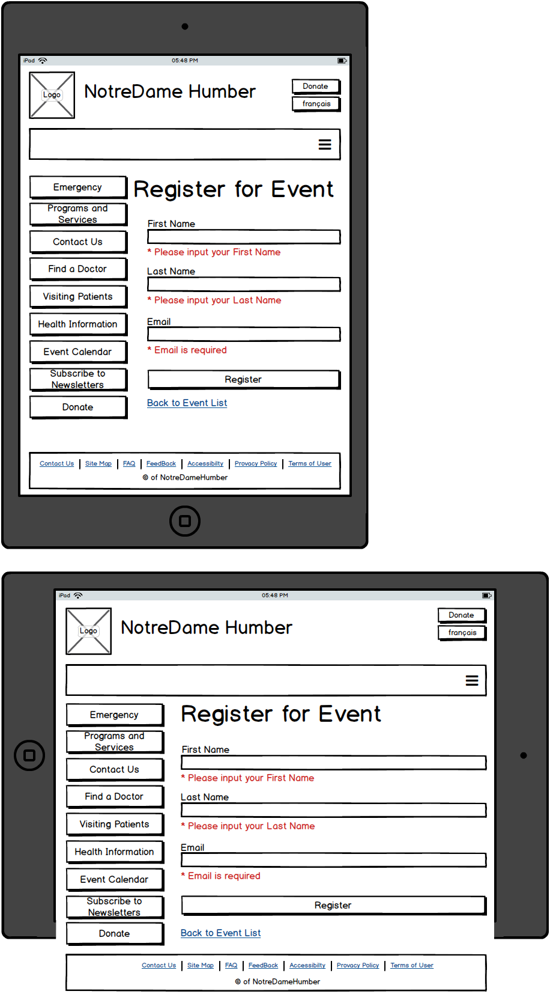 iPad 05:48 PM
Logo
NotreDame Humber
Donate
français
Emergency
Programs and
Services
Contact Us
Find a Doctor
Visiting Patients
Health Information
Event Calendar
Subscribe to
Newsletters
Donate
Register for Event
First Name
* Please input your First Name
Last Name
* Please input your Last Name
Email
* Email is required
Register
Back to Event List
Contact Us | Site Map | FAQ | FeedBack | Accessibilty | Provacy Policy | Terms of User
© of NotreDameHumber
iPad 05:48 PM
Logo
NotreDame Humber
Donate
français
Emergency
Programs and
Services
Contact Us
Find a Doctor
Visiting Patients
Health Information
Event Calendar
Subscribe to
Newsletters
Donate
Register for Event
First Name
* Please input your First Name
Last Name
* Please input your Last Name
Email
* Email is required
Register
Back to Event List
Contact Us | Site Map | FAQ | FeedBack | Accessibilty | Provacy Policy | Terms of User
© of NotreDameHumber